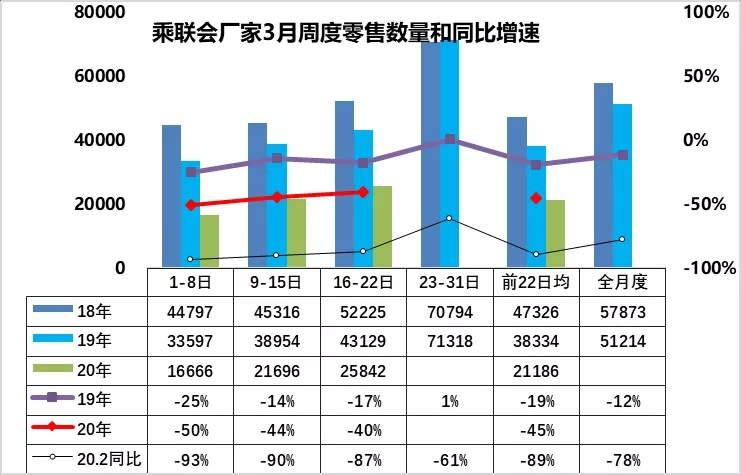 乘联会厂家3月周度零售数量和同比增速
80000 100%
60000 50%
40000 0%
20000 -50%
0 -100%
1-8日 9-15日 16-22日 23-31日 前22日均 全月度
18年 44797 45316 52225 70794 47326 57873
19年 33597 38954 43129 71318 38334 51214
20年 16666 21696 25842 21186
19年 -25% -14% -17% 1% -19% -12%
20年 -50% -44% -40% -45%
20.2同比 -93% -90% -87% -61% -89% -78%